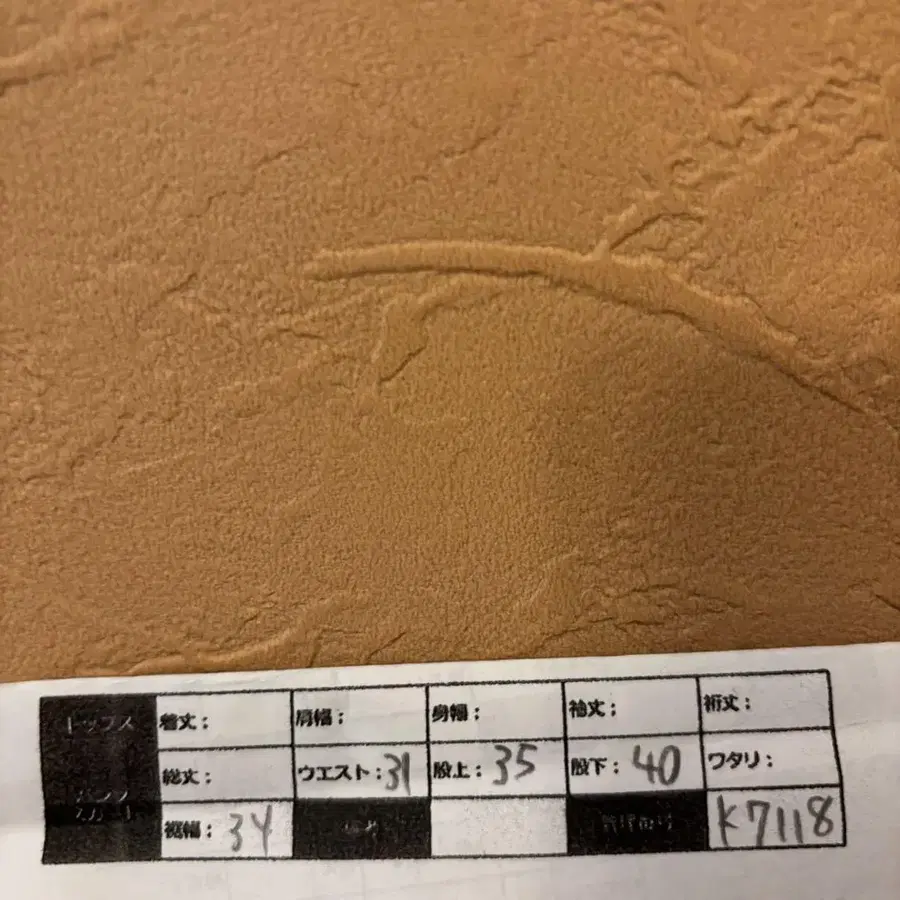 トップス 着丈： 肩幅： 身幅： 袖丈： 裄丈：
総丈： ウエスト：31 股上：35 股下：40 ワタリ：
裾幅：34 K7118